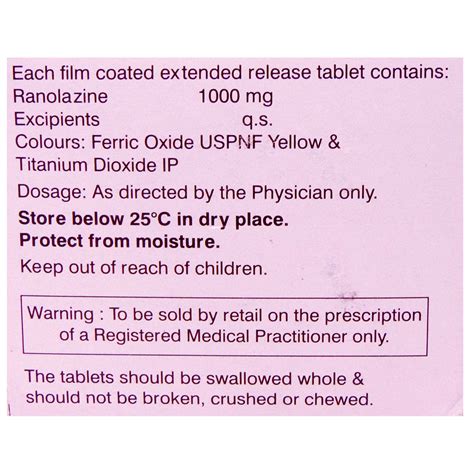 Each film coated extended release tablet contains:
Ranolazine 1000 mg
Excipients q.s.
Colours: Ferric Oxide USPNF Yellow &
Titanium Dioxide IP
Dosage: As directed by the Physician only.
Store below 25°C in dry place.
Protect from moisture.
Keep out of reach of children.
Warning : To be sold by retail on the prescription
of a Registered Medical Practitioner only.
The tablets should be swallowed whole &
should not be broken, crushed or chewed.